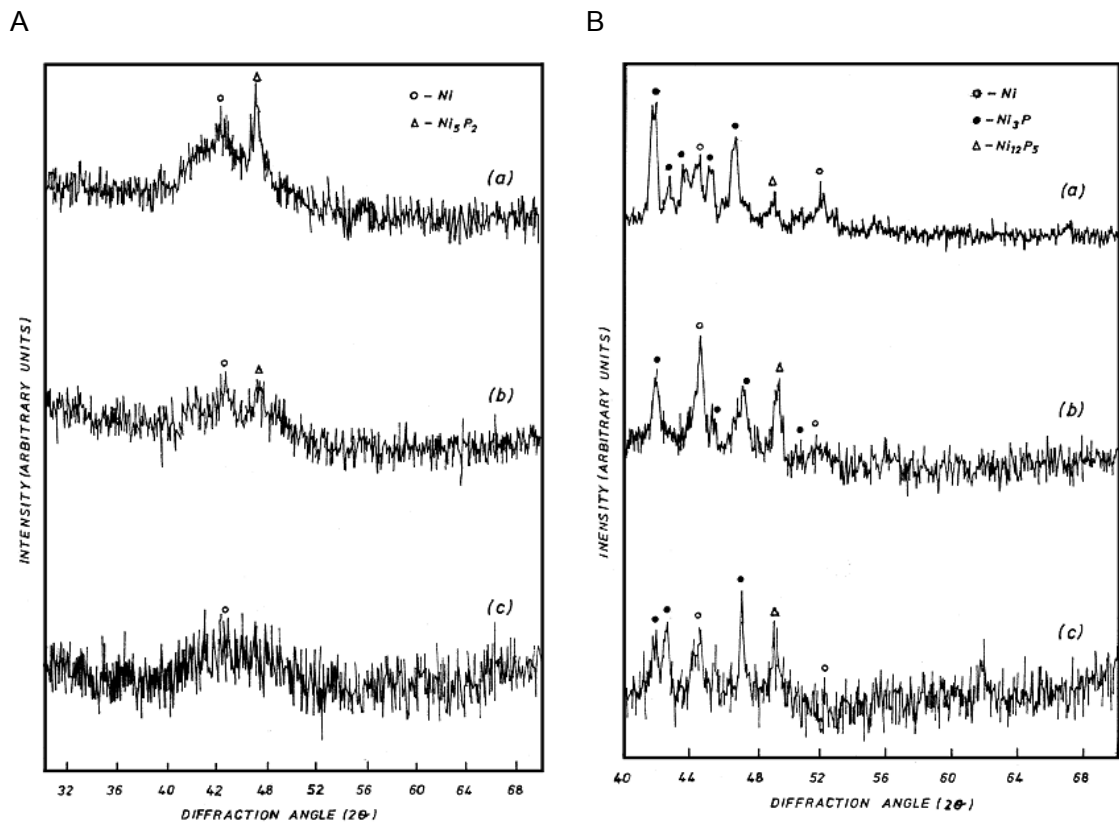 A
○ - Ni
△ - Ni5P2
(a)
(b)
(c)
INTENSITY (ARBITRARY UNITS)
32 36 40 44 48 52 56 60 64 68
DIFFRACTION ANGLE (2θ)
B
○ - Ni
● - Ni3P
△ - Ni12P5
(a)
(b)
(c)
INENSITY (ARBITRARY UNITS)
40 44 48 52 56 60 64 68
DIFFRACTION ANGLE (2θ)